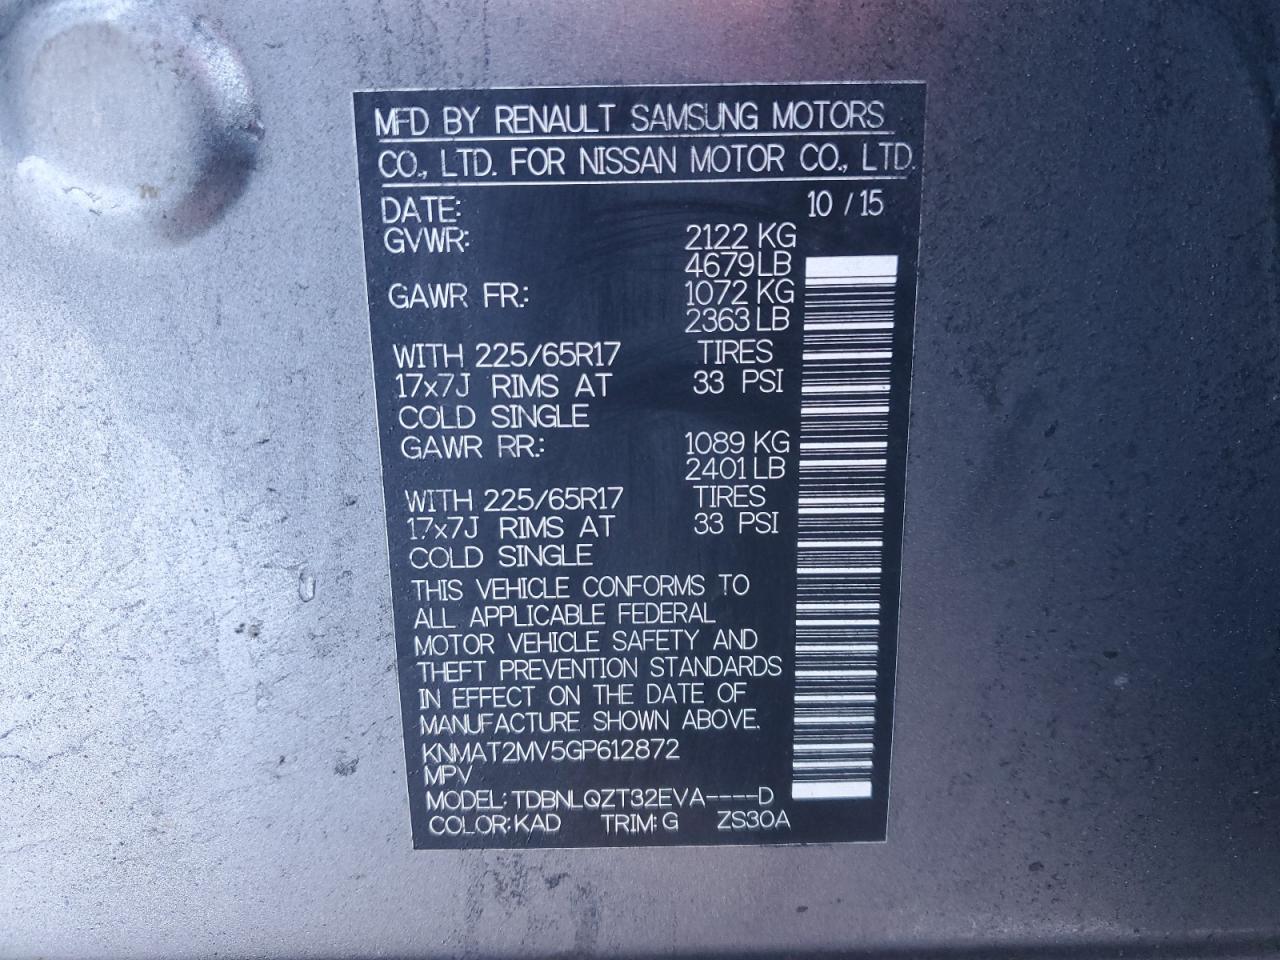 MFD BY RENAULT SAMSUNG MOTORS
CO., LTD. FOR NISSAN MOTOR CO., LTD.
DATE: 10 / 15
GVWR: 2122 KG
4679 LB
GAWR FR.: 1072 KG
2363 LB
WITH 225/65R17 TIRES
17x7J RIMS AT 33 PSI
COLD SINGLE
GAWR RR.: 1089 KG
2401 LB
WITH 225/65R17 TIRES
17x7J RIMS AT 33 PSI
COLD SINGLE
THIS VEHICLE CONFORMS TO
ALL APPLICABLE FEDERAL
MOTOR VEHICLE SAFETY AND
THEFT PREVENTION STANDARDS
IN EFFECT ON THE DATE OF
MANUFACTURE SHOWN ABOVE.
KNMAT2MV5GP612872
MPV
MODEL: TDBNLQZT32EVA----D
COLOR: KAD TRIM: G ZS30A